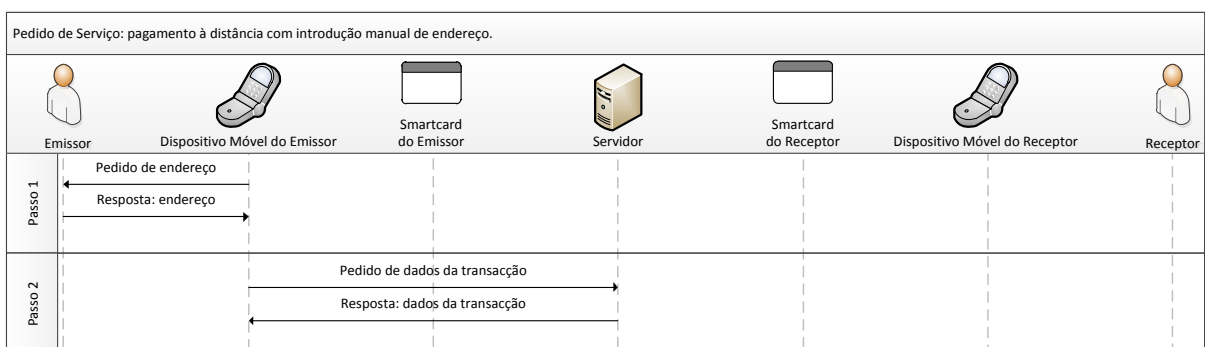 Pedido de Serviço: pagamento à distância com introdução manual de endereço.
Emissor
Dispositivo Móvel do Emissor
Smartcard
do Emissor
Servidor
Smartcard
do Receptor
Dispositivo Móvel do Receptor
Receptor
Passo 1
Pedido de endereço
Resposta: endereço
Passo 2
Pedido de dados da transacção
Resposta: dados da transacção